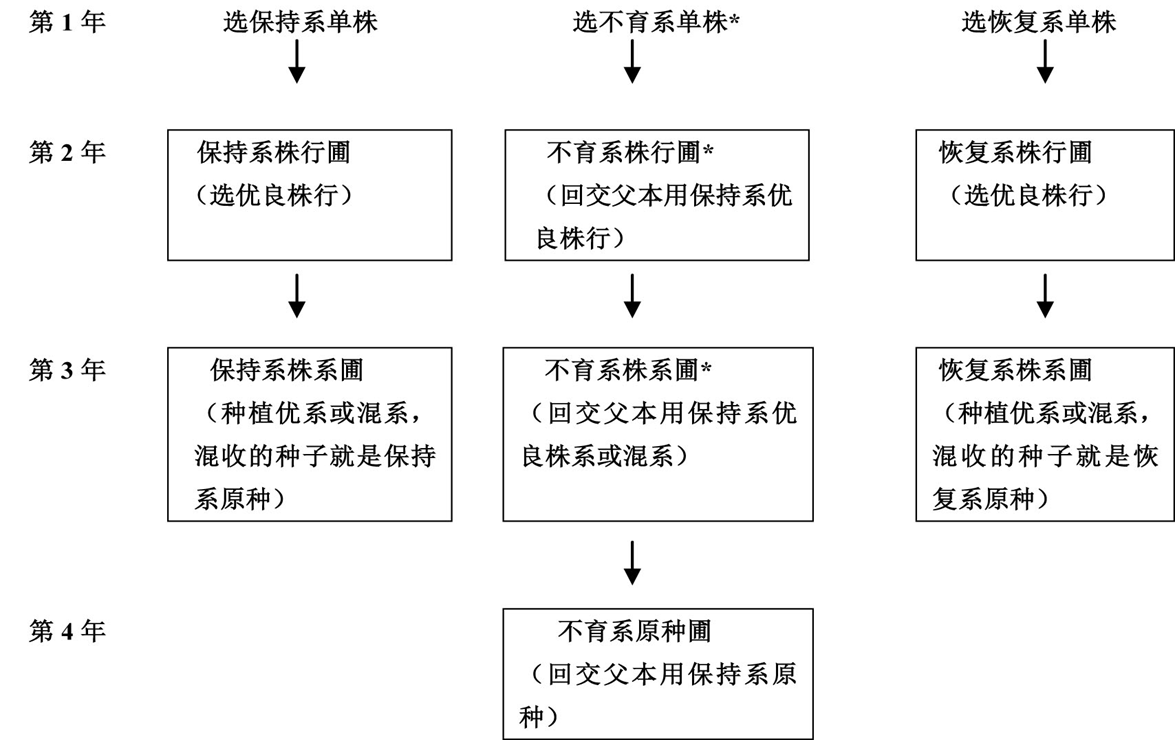 第 1 年 选保持系单株 选不育系单株* 选恢复系单株
第 2 年
保持系株行圃
（选优良株行）
不育系株行圃*
（回交父本用保持系优
良株行）
恢复系株行圃
（选优良株行）
第 3 年
保持系株系圃
（种植优系或混系，
混收的种子就是保持
系原种）
不育系株系圃*
（回交父本用保持系优
良株系或混系）
恢复系株系圃
（种植优系或混系，
混收的种子就是恢
复系原种）
第 4 年
不育系原种圃
（回交父本用保持系原
种）